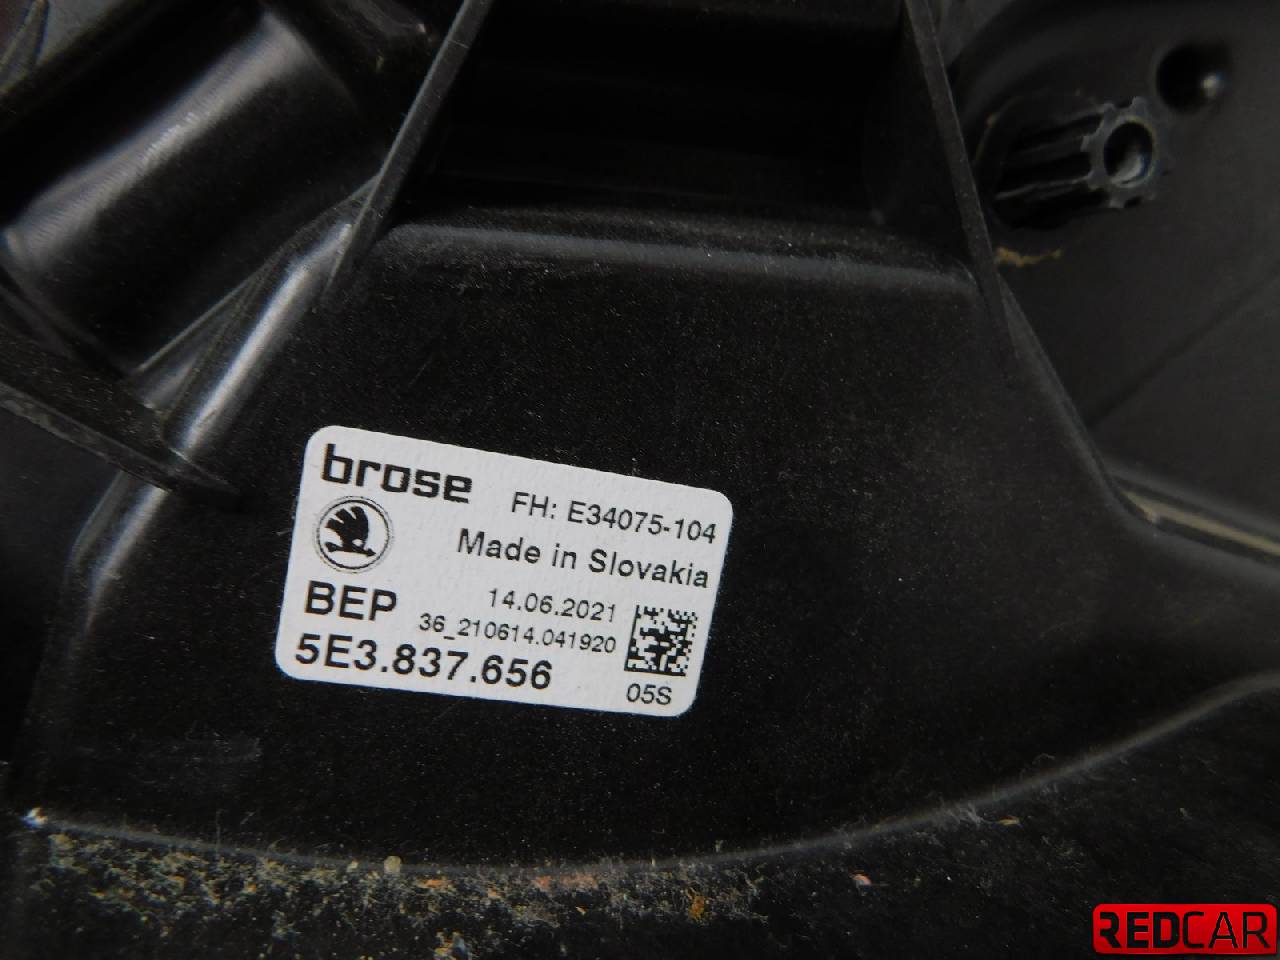 brose
FH: E34075-104
Made in Slovakia
BEP
14.06.2021
36_210614.041920
5E3.837.656
05S
REDCAR